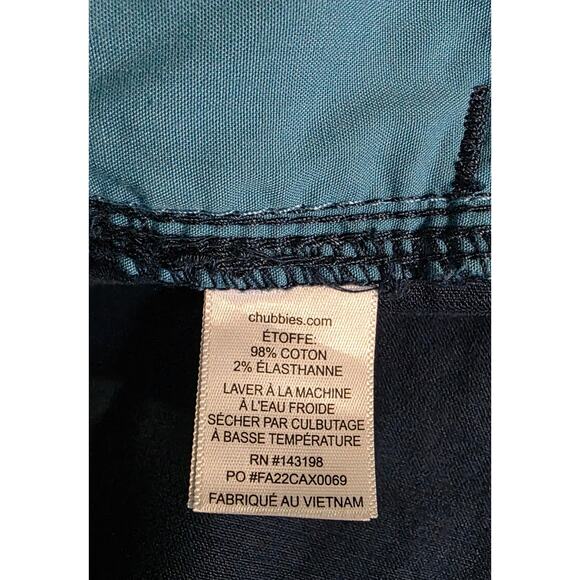 chubbies.com
ÉTOFFE:
98% COTON
2% ÉLASTHANNE
LAVER À LA MACHINE
À L'EAU FROIDE
SÉCHER PAR CULBUTAGE
À BASSE TEMPÉRATURE
RN #143198
PO #FA22CAX0069
FABRIQUÉ AU VIETNAM